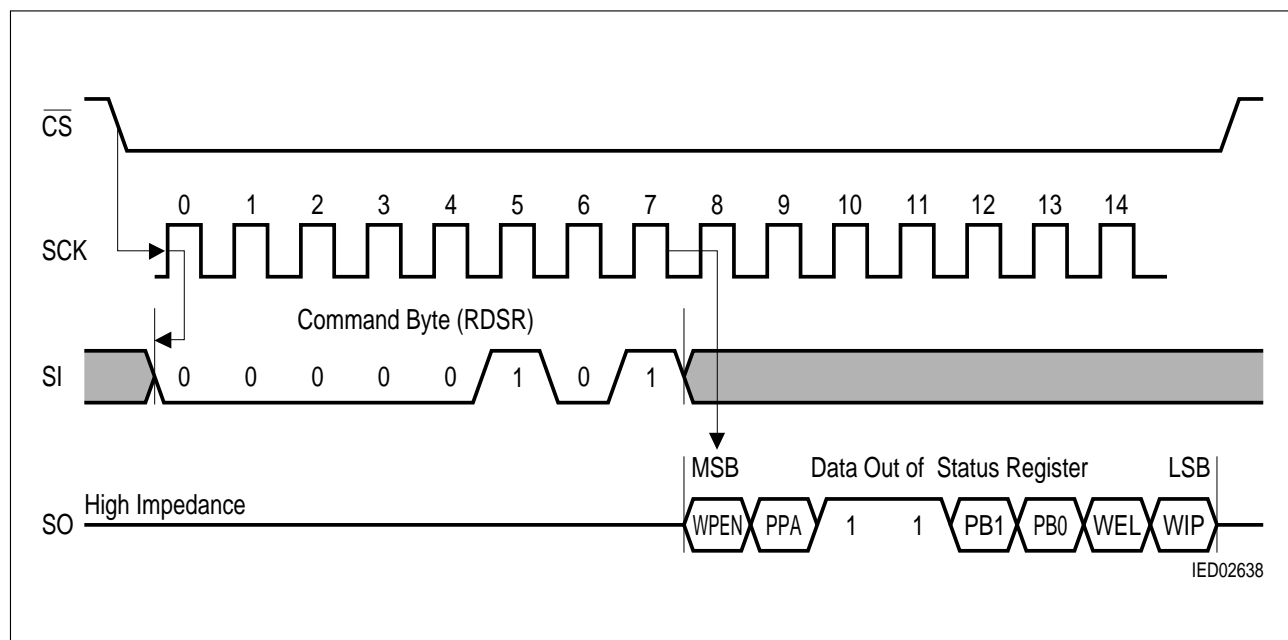 CS
0 1 2 3 4 5 6 7 8 9 10 11 12 13 14
SCK
Command Byte (RDSR)
SI 0 0 0 0 0 1 0 1
MSB Data Out of Status Register LSB
High Impedance
SO WPEN PPA 1 1 PB1 PB0 WEL WIP
IED02638